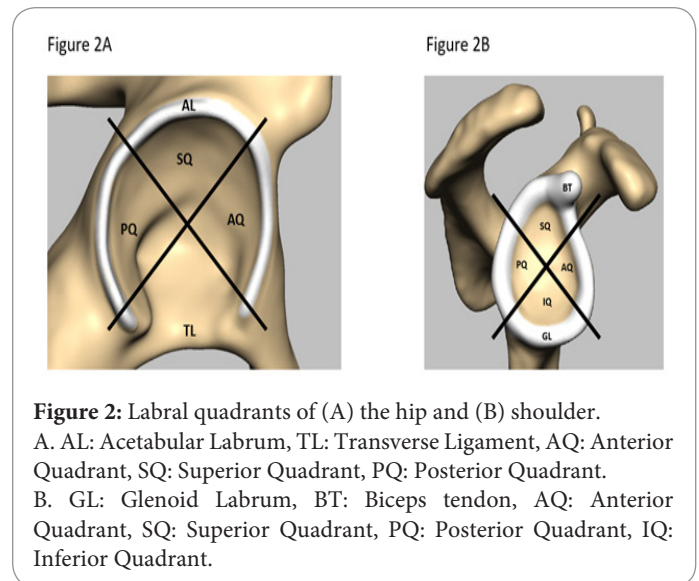 Figure 2A
Figure 2B
AL
SQ
PQ
AQ
TL
BT
SQ
PQ
AQ
IQ
GL
Figure 2: Labral quadrants of (A) the hip and (B) shoulder.
A. AL: Acetabular Labrum, TL: Transverse Ligament, AQ: Anterior
Quadrant, SQ: Superior Quadrant, PQ: Posterior Quadrant.
B. GL: Glenoid Labrum, BT: Biceps tendon, AQ: Anterior
Quadrant, SQ: Superior Quadrant, PQ: Posterior Quadrant, IQ:
Inferior Quadrant.